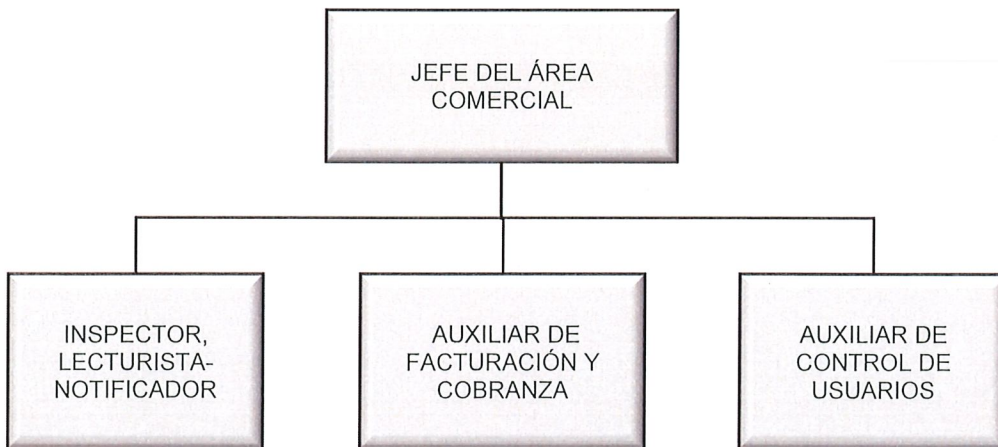 JEFE DEL ÁREA
COMERCIAL
INSPECTOR,
LECTURISTA-
NOTIFICADOR
AUXILIAR DE
FACTURACIÓN Y
COBRANZA
AUXILIAR DE
CONTROL DE
USUARIOS